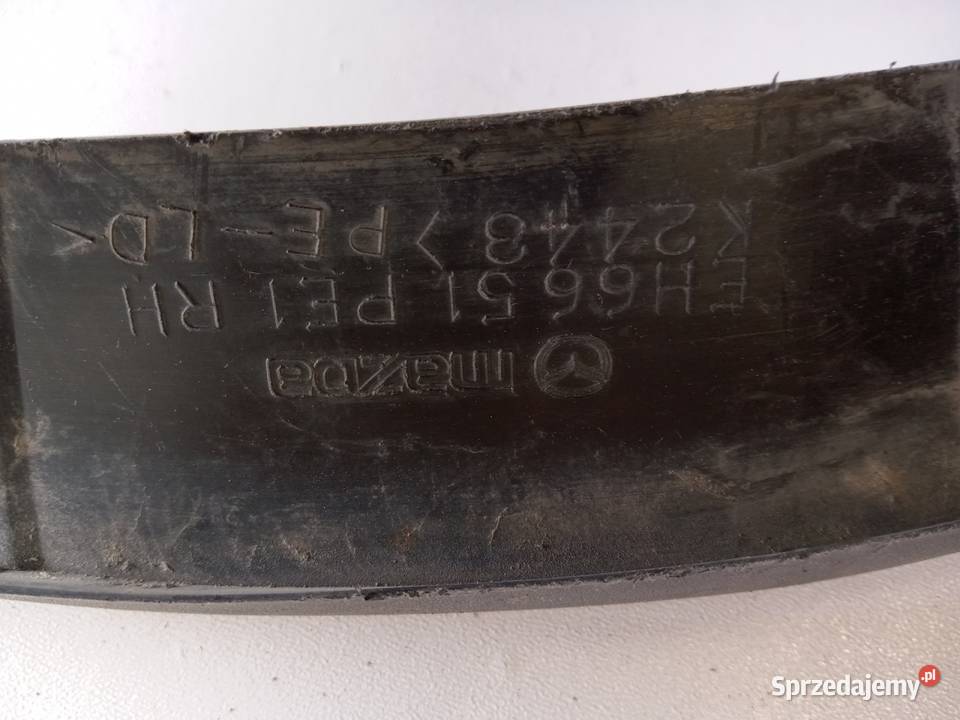 mazda
EH66 51 PE1 RH
K2448 >PE-LD<
Sprzedajemy.pl